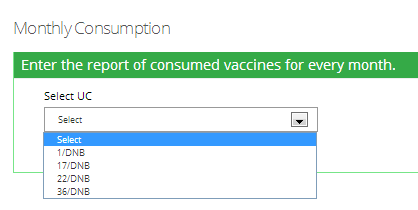 Monthly Consumption
Enter the report of consumed vaccines for every month.
Select UC
Select
Select
1/DNB
17/DNB
22/DNB
36/DNB